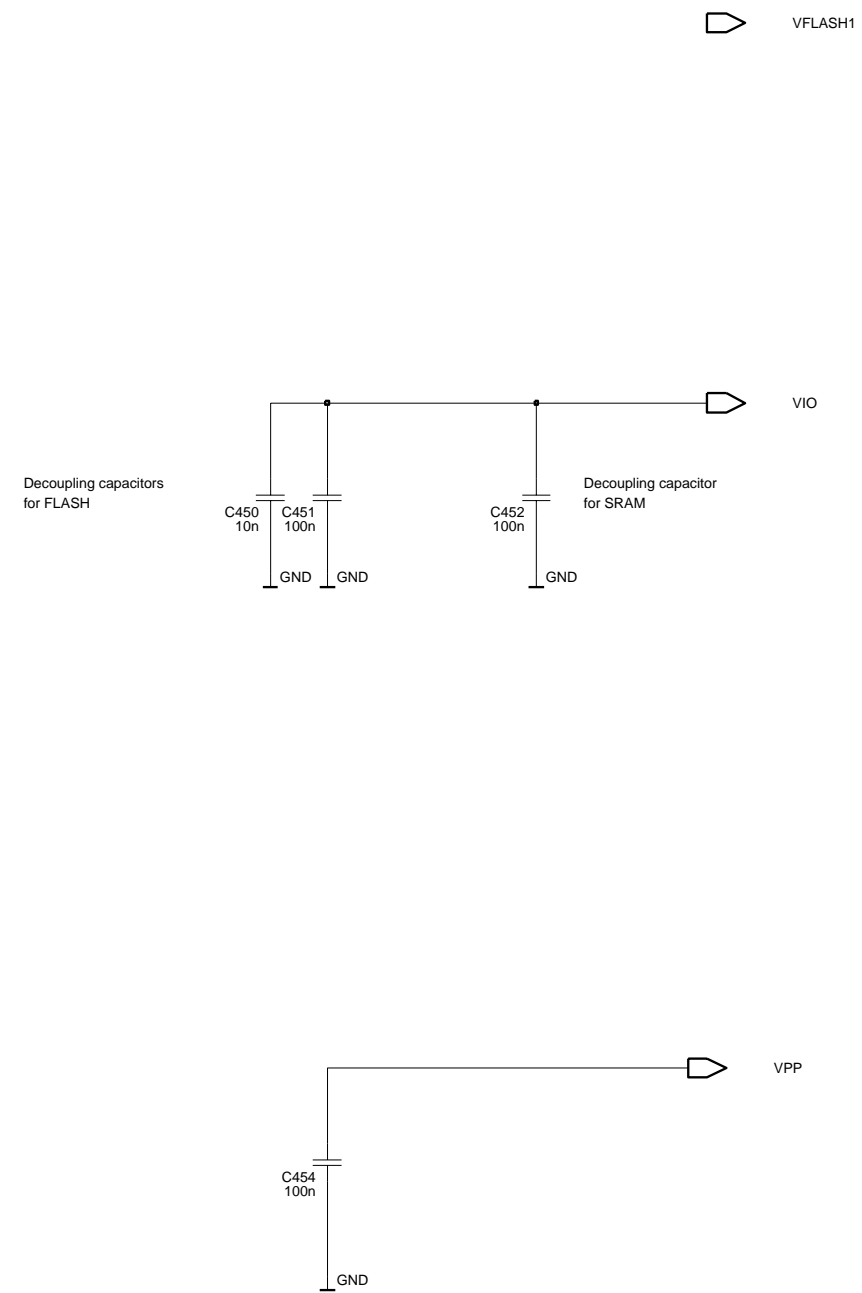 VFLASH1
VIO
Decoupling capacitors
for FLASH
C450
10n
C451
100n
C452
100n
Decoupling capacitor
for SRAM
GND
GND
GND
VPP
C454
100n
GND